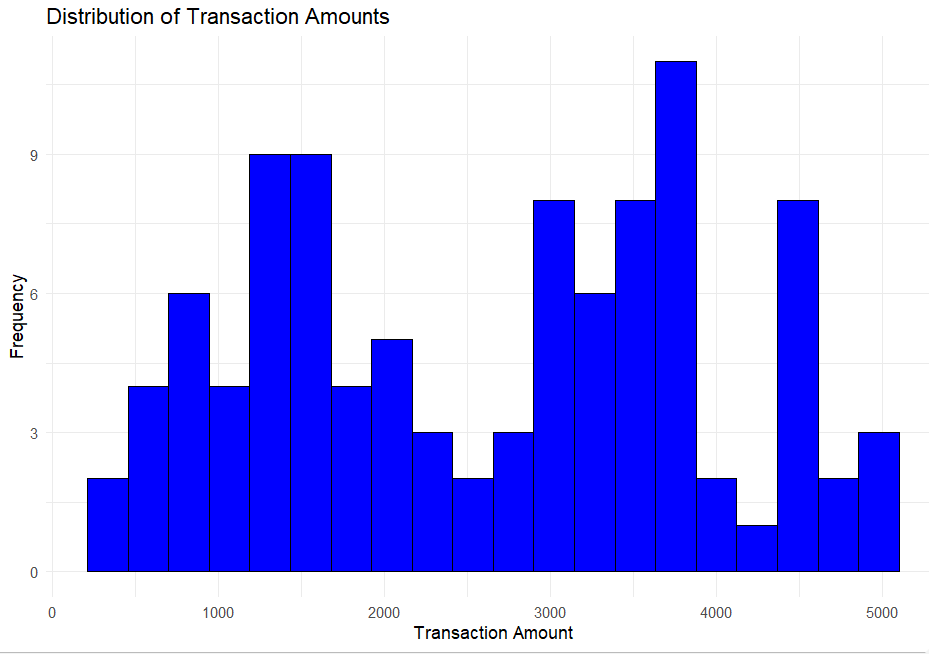 Distribution of Transaction Amounts
Frequency
9
6
3
0
0 1000 2000 3000 4000 5000
Transaction Amount